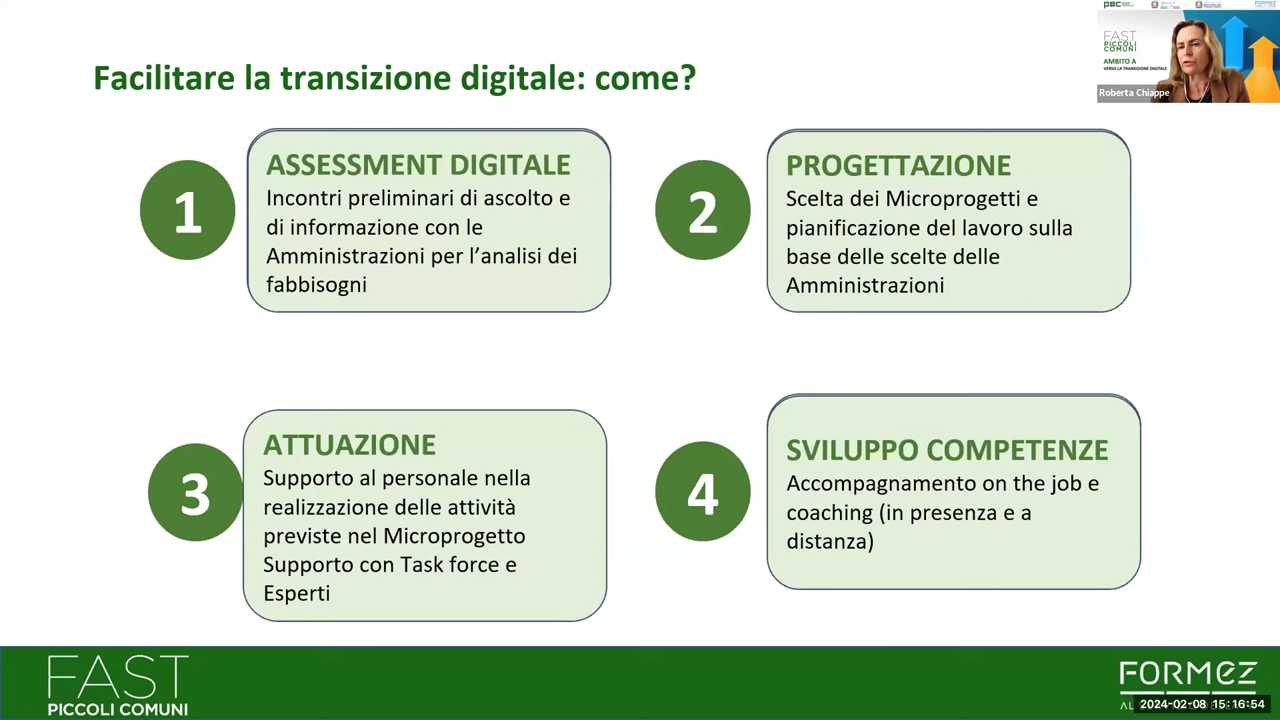 Facilitare la transizione digitale: come?
FAST
PICCOLI
COMUNI
AMBITO A
VERSO LA TRANSIZIONE DIGITALE
Roberta Chiappe
1
ASSESSMENT DIGITALE
Incontri preliminari di ascolto e
di informazione con le
Amministrazioni per l’analisi dei
fabbisogni
2
PROGETTAZIONE
Scelta dei Microprogetti e
pianificazione del lavoro sulla
base delle scelte delle
Amministrazioni
3
ATTUAZIONE
Supporto al personale nella
realizzazione delle attività
previste nel Microprogetto
Supporto con Task force e
Esperti
4
SVILUPPO COMPETENZE
Accompagnamento on the job e
coaching (in presenza e a
distanza)
FAST
PICCOLI COMUNI
FORMEZ
2024-02-08 15:16:54